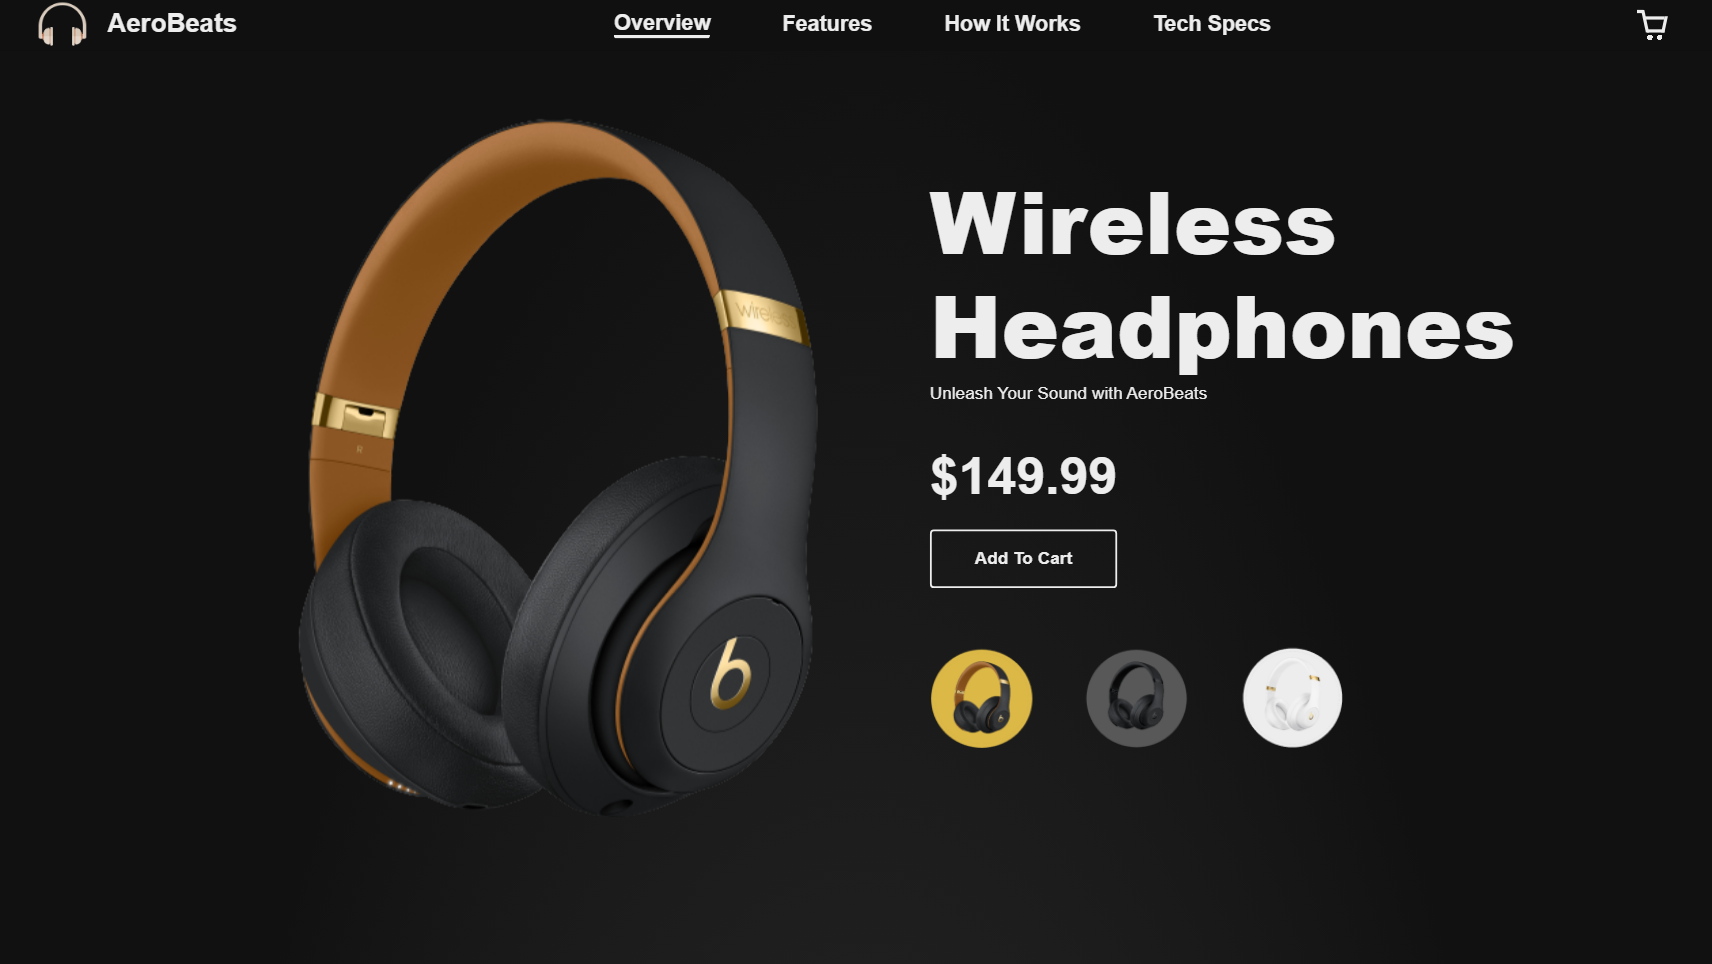 AeroBeats
Overview
Features
How It Works
Tech Specs
wireless
R
b
Wireless
Headphones
Unleash Your Sound with AeroBeats
$149.99
Add To Cart